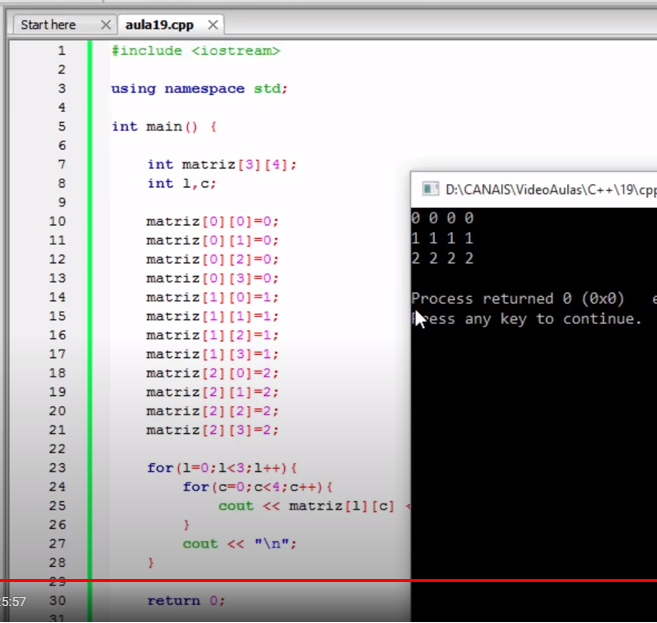 Start here
aula19.cpp
1 #include <iostream>
2
3 using namespace std;
4
5 int main() {
6
7 int matriz[3][4];
8 int l,c;
9
10 matriz[0][0]=0;
11 matriz[0][1]=0;
12 matriz[0][2]=0;
13 matriz[0][3]=0;
14 matriz[1][0]=1;
15 matriz[1][1]=1;
16 matriz[1][2]=1;
17 matriz[1][3]=1;
18 matriz[2][0]=2;
19 matriz[2][1]=2;
20 matriz[2][2]=2;
21 matriz[2][3]=2;
22
23 for(l=0;l<3;l++){
24 for(c=0;c<4;c++){
25 cout << matriz[l][c] <
26 }
27 cout << "\n";
28 }
29
30 return 0;
31
D:\CANAIS\VideoAulas\C++\19\cpp
0 0 0 0
1 1 1 1
2 2 2 2
Process returned 0 (0x0) e
Press any key to continue.
5:57